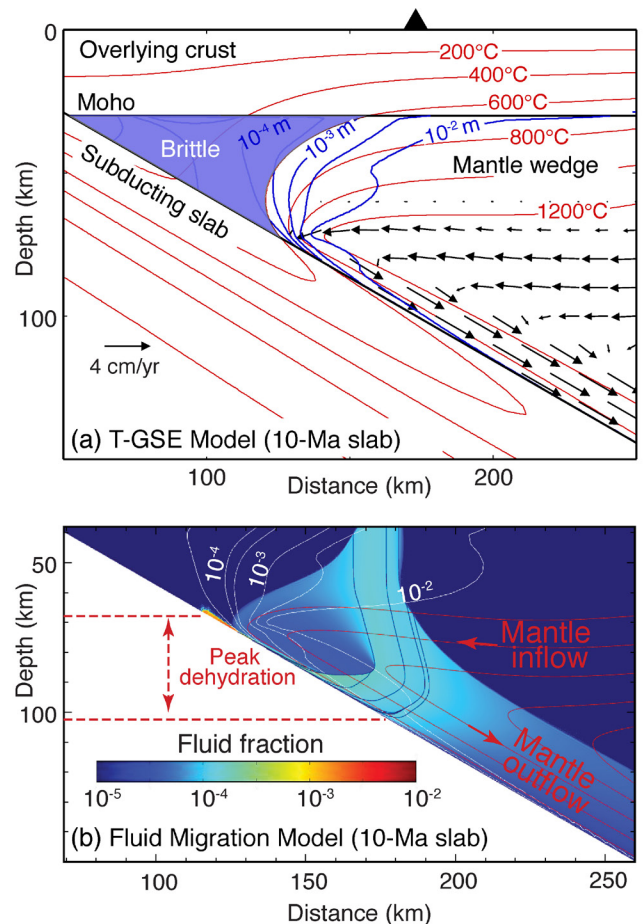 0
Overlying crust
200°C
400°C
Moho
600°C
10⁻⁴ m
10⁻³ m
10⁻² m
800°C
Brittle
Mantle wedge
Subducting slab
1200°C
Depth (km)
100
4 cm/yr
(a) T-GSE Model (10-Ma slab)
100
200
Distance (km)
50
10⁻⁴
10⁻³
10⁻²
Mantle
inflow
Depth (km)
Peak
dehydration
100
Mantle
outflow
Fluid fraction
10⁻⁵
10⁻⁴
10⁻³
10⁻²
(b) Fluid Migration Model (10-Ma slab)
100
150
200
250
Distance (km)